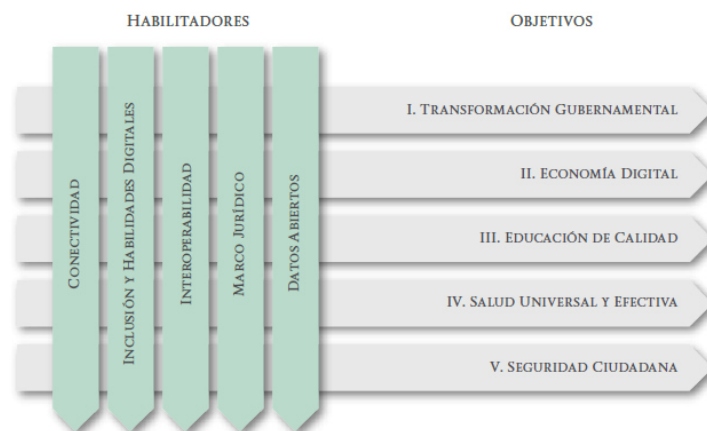 HABILITADORES
OBJETIVOS
CONECTIVIDAD
INCLUSIÓN Y HABILIDADES DIGITALES
INTEROPERABILIDAD
MARCO JURÍDICO
DATOS ABIERTOS
I. TRANSFORMACIÓN GUBERNAMENTAL
II. ECONOMÍA DIGITAL
III. EDUCACIÓN DE CALIDAD
IV. SALUD UNIVERSAL Y EFECTIVA
V. SEGURIDAD CIUDADANA